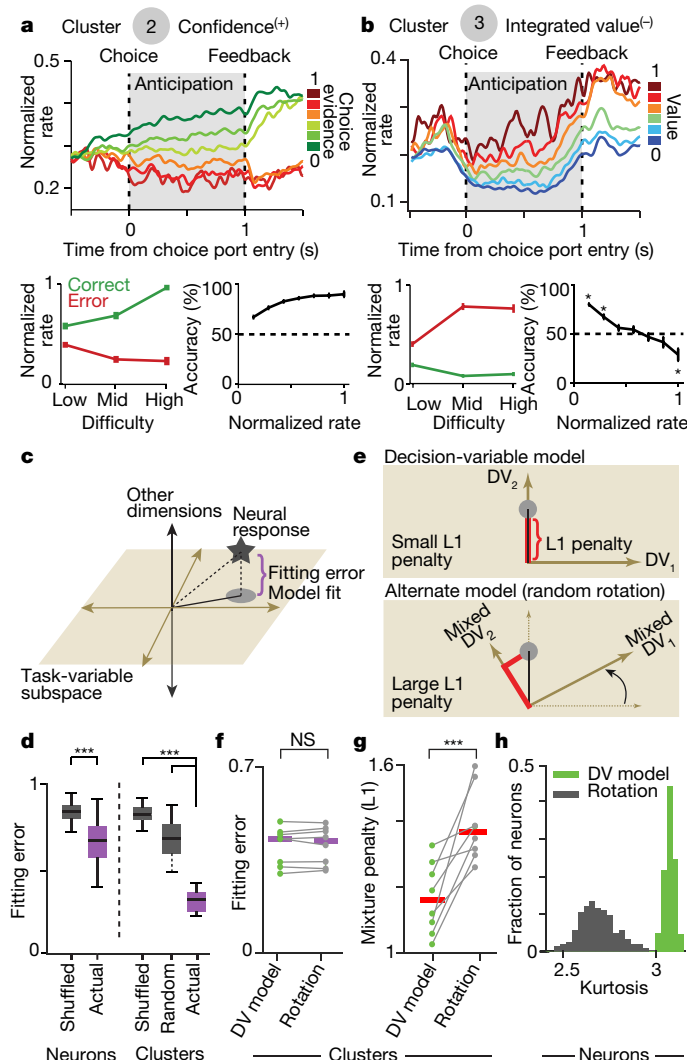 a Cluster 2 Confidence(+)
Choice Feedback
Anticipation
Normalized rate
0.4
0.2
0 1
Time from choice port entry (s)
1
0
Choice evidence
Normalized rate
1
0
Correct
Error
Low Mid High
Difficulty
Accuracy (%)
100
50
0
0 1
Normalized rate
b Cluster 3 Integrated value(–)
Choice Feedback
Anticipation
Normalized rate
0.4
0.1
0 1
Time from choice port entry (s)
1
0
Value
Normalized rate
1
0
Low Mid High
Difficulty
Accuracy (%)
100
50
0
* *
*
0 1
Normalized rate
c
Other dimensions
Neural response
Fitting error
Model fit
Task-variable subspace
e
Decision-variable model
DV2
Small L1 penalty
L1 penalty
DV1
Alternate model (random rotation)
Mixed DV2
Mixed DV1
Large L1 penalty
d
*** ***
Fitting error
1
0
Shuffled
Actual
Shuffled
Random
Actual
Neurons Clusters
f
NS
Fitting error
0.7
0
DV model
Rotation
g
***
Mixture penalty (L1)
1.6
1
DV model
Rotation
Clusters
h
DV model
Rotation
Fraction of neurons
0.5
0
2.5 3
Kurtosis
Neurons